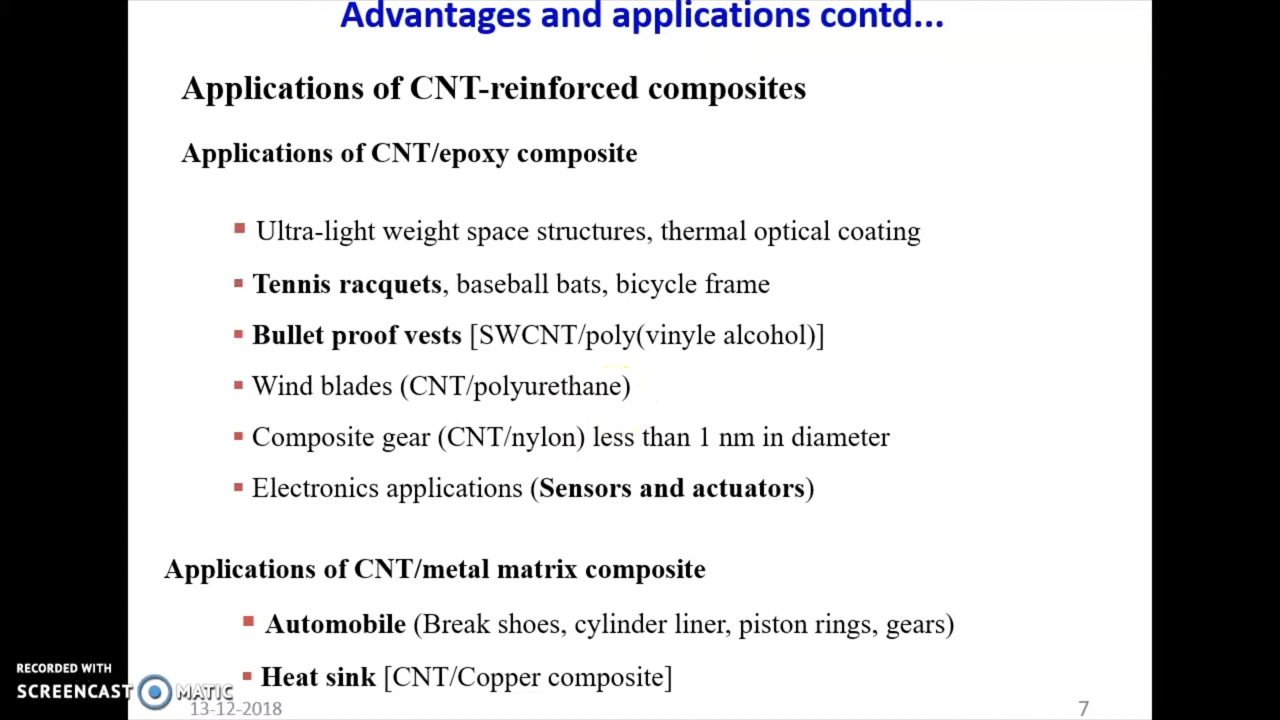 Advantages and applications contd...
Applications of CNT-reinforced composites
Applications of CNT/epoxy composite
▪ Ultra-light weight space structures, thermal optical coating
▪ Tennis racquets, baseball bats, bicycle frame
▪ Bullet proof vests [SWCNT/poly(vinyle alcohol)]
▪ Wind blades (CNT/polyurethane)
▪ Composite gear (CNT/nylon) less than 1 nm in diameter
▪ Electronics applications (Sensors and actuators)
Applications of CNT/metal matrix composite
▪ Automobile (Break shoes, cylinder liner, piston rings, gears)
▪ Heat sink [CNT/Copper composite]
RECORDED WITH
SCREENCAST MATIC
13-12-2018
7